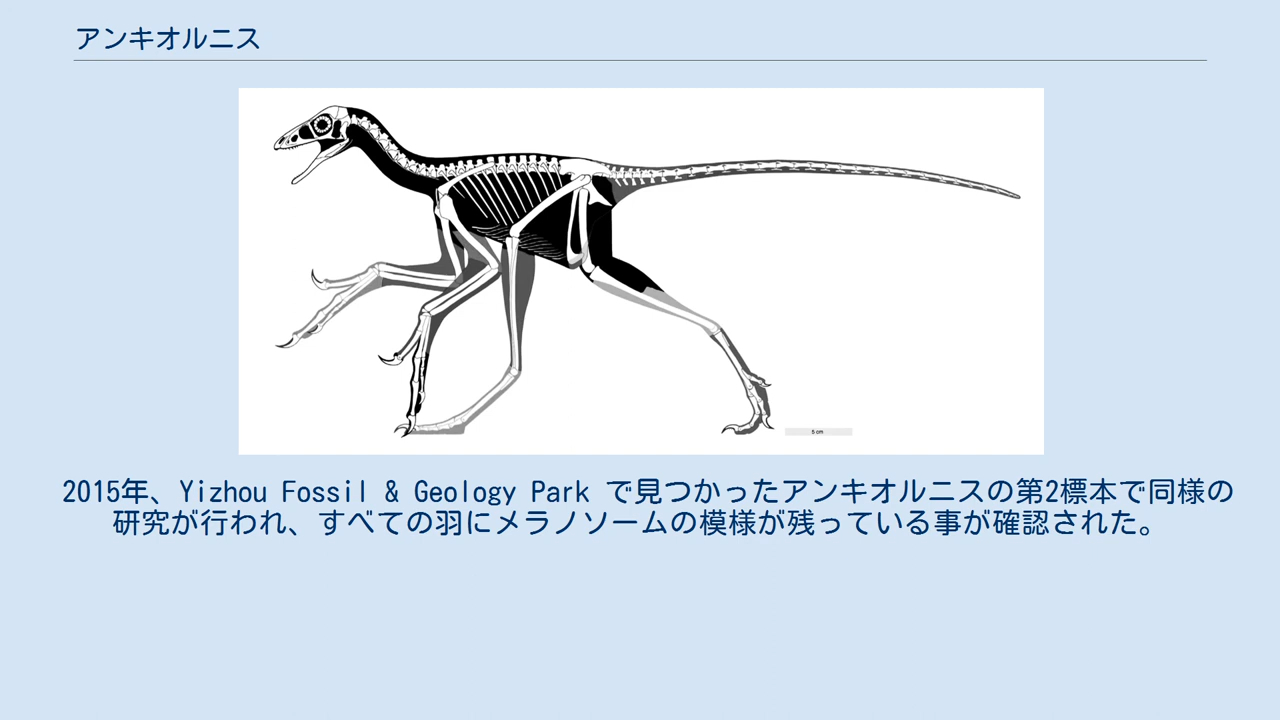 アンキオルニス
5 cm
2015年、Yizhou Fossil & Geology Park で見つかったアンキオルニスの第2標本で同様の
研究が行われ、すべての羽にメラノソームの模様が残っている事が確認された。